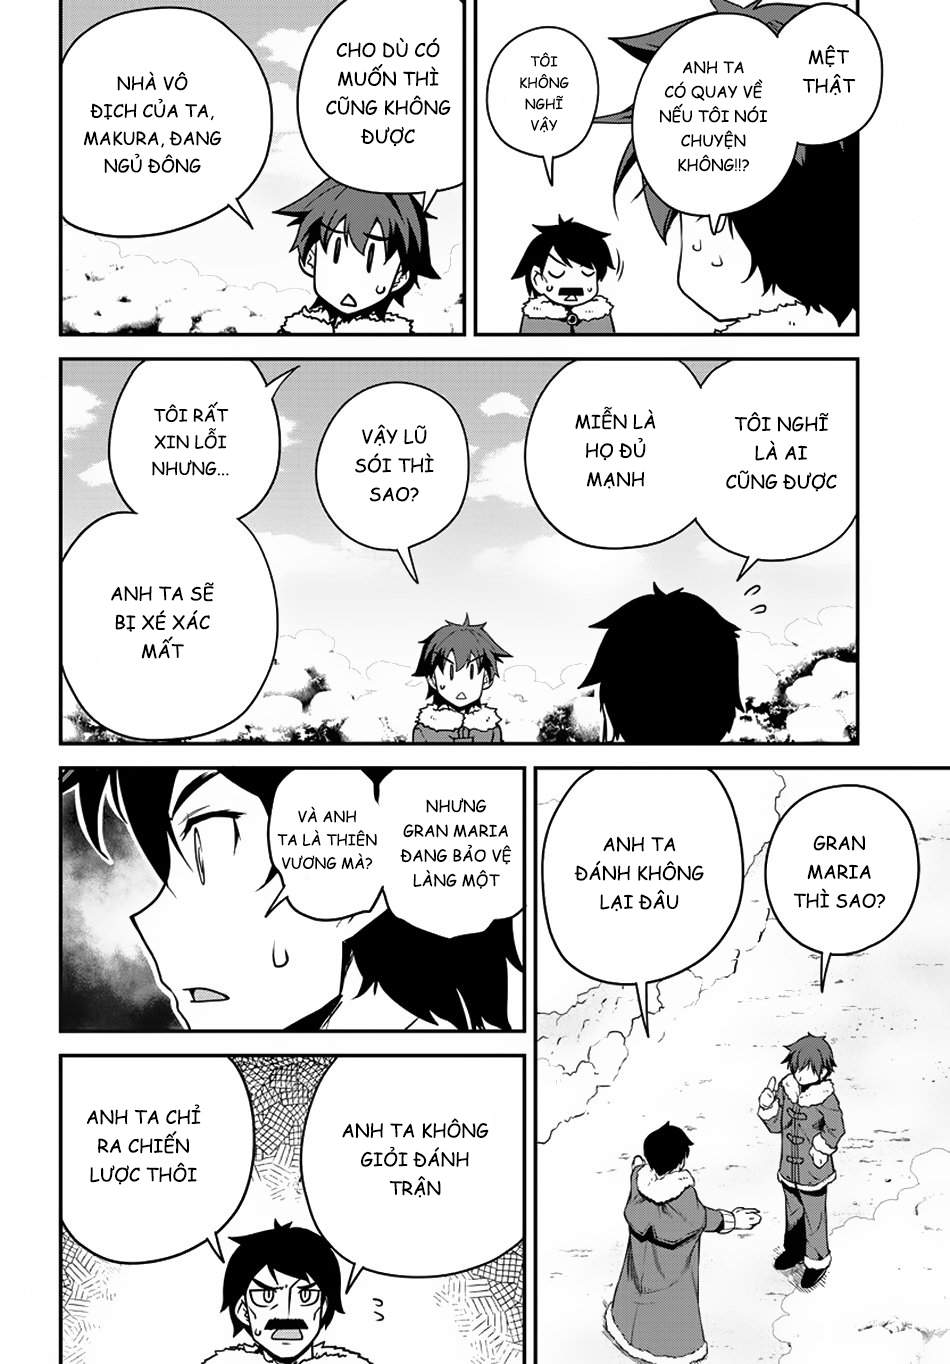 MỆT
THẬT
ANH TA
CÓ QUAY VỀ
NẾU TÔI NÓI
CHUYỆN
KHÔNG!!?
TÔI
KHÔNG
NGHĨ
VẬY
CHO DÙ CÓ
MUỐN THÌ
CŨNG KHÔNG
ĐƯỢC
NHÀ VÔ
ĐỊCH CỦA TA,
MAKURA, ĐANG
NGỦ ĐÔNG
TÔI NGHĨ
LÀ AI
CŨNG ĐƯỢC
MIỄN LÀ
HỌ ĐỦ
MẠNH
VẬY LŨ
SÓI THÌ
SAO?
TÔI RẤT
XIN LỖI
NHƯNG...
ANH TA SẼ
BỊ XÉ XÁC
MẤT
GRAN
MARIA
THÌ SAO?
ANH TA
ĐÁNH KHÔNG
LẠI ĐÂU
NHƯNG
GRAN MARIA
ĐANG BẢO VỆ
LÀNG MỘT
VÀ ANH
TA LÀ THIÊN
VƯƠNG MÀ?
ANH TA KHÔNG
GIỎI ĐÁNH
TRẬN
ANH TA CHỈ
RA CHIẾN
LƯỢC THÔI